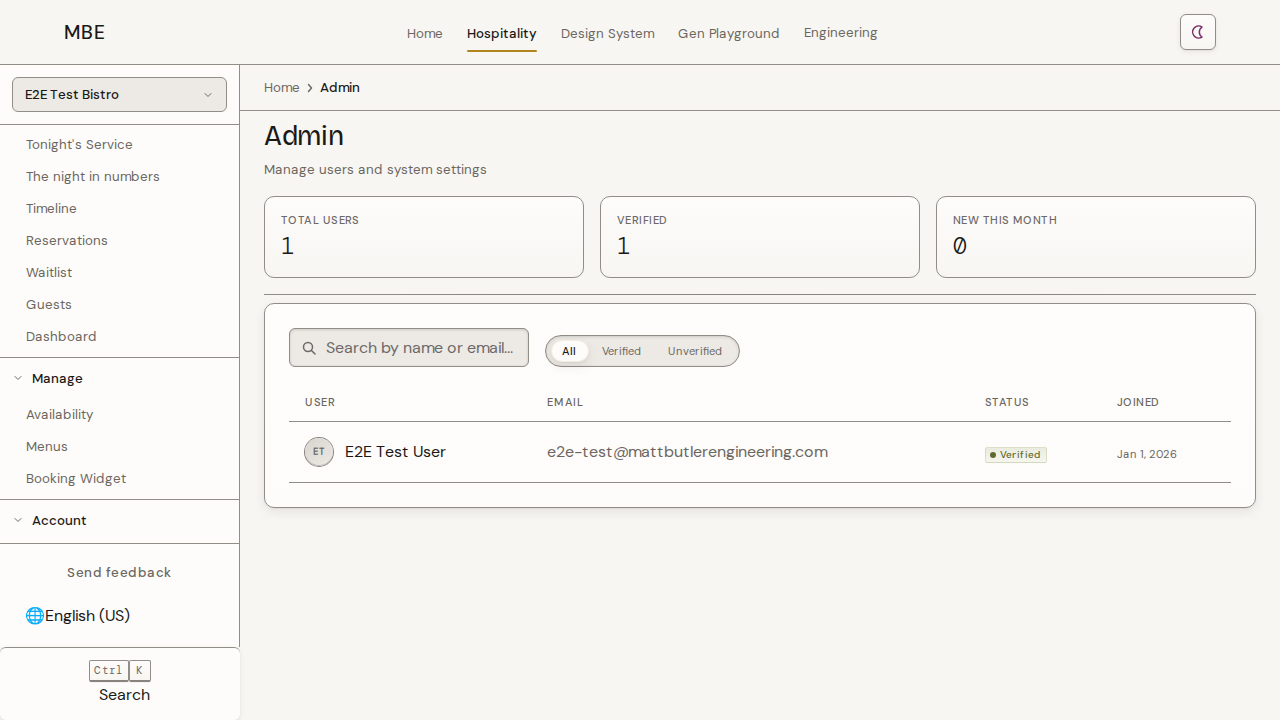 MBE
Home
Hospitality
Design System
Gen Playground
Engineering
E2E Test Bistro
Tonight's Service
The night in numbers
Timeline
Reservations
Waitlist
Guests
Dashboard
Manage
Availability
Menus
Booking Widget
Account
Send feedback
English (US)
Ctrl K
Search
Home > Admin
Admin
Manage users and system settings
TOTAL USERS
1
VERIFIED
1
NEW THIS MONTH
0
Search by name or email...
All
Verified
Unverified
USER EMAIL STATUS JOINED
ET E2E Test User e2e-test@mattbutlerengineering.com Verified Jan 1, 2026